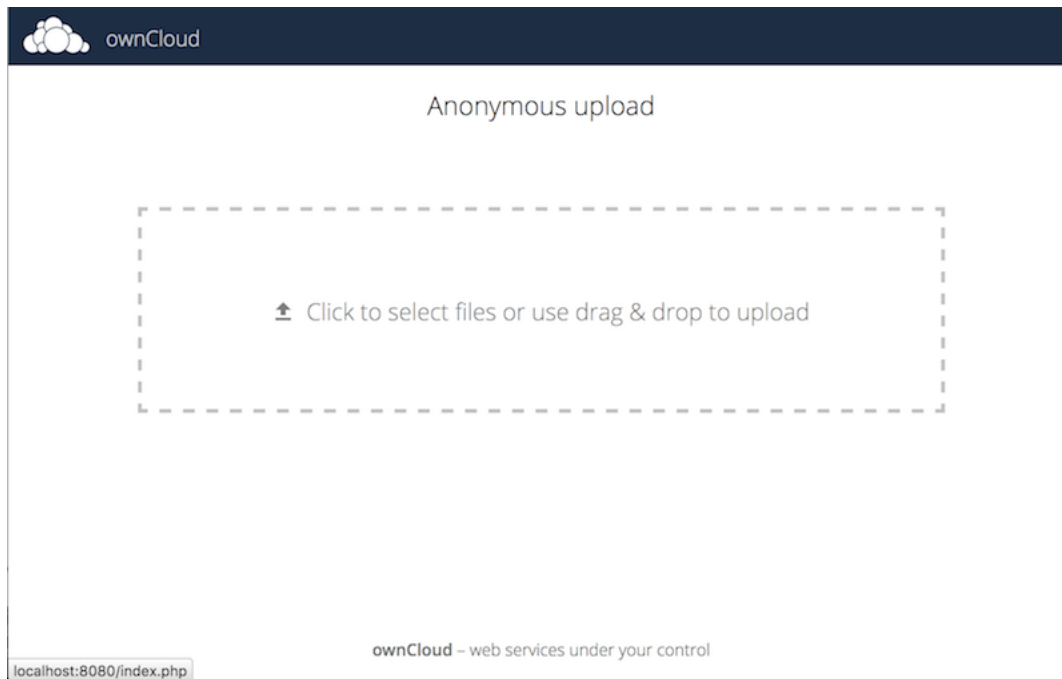 ownCloud
Anonymous upload
Click to select files or use drag & drop to upload
ownCloud – web services under your control
localhost:8080/index.php